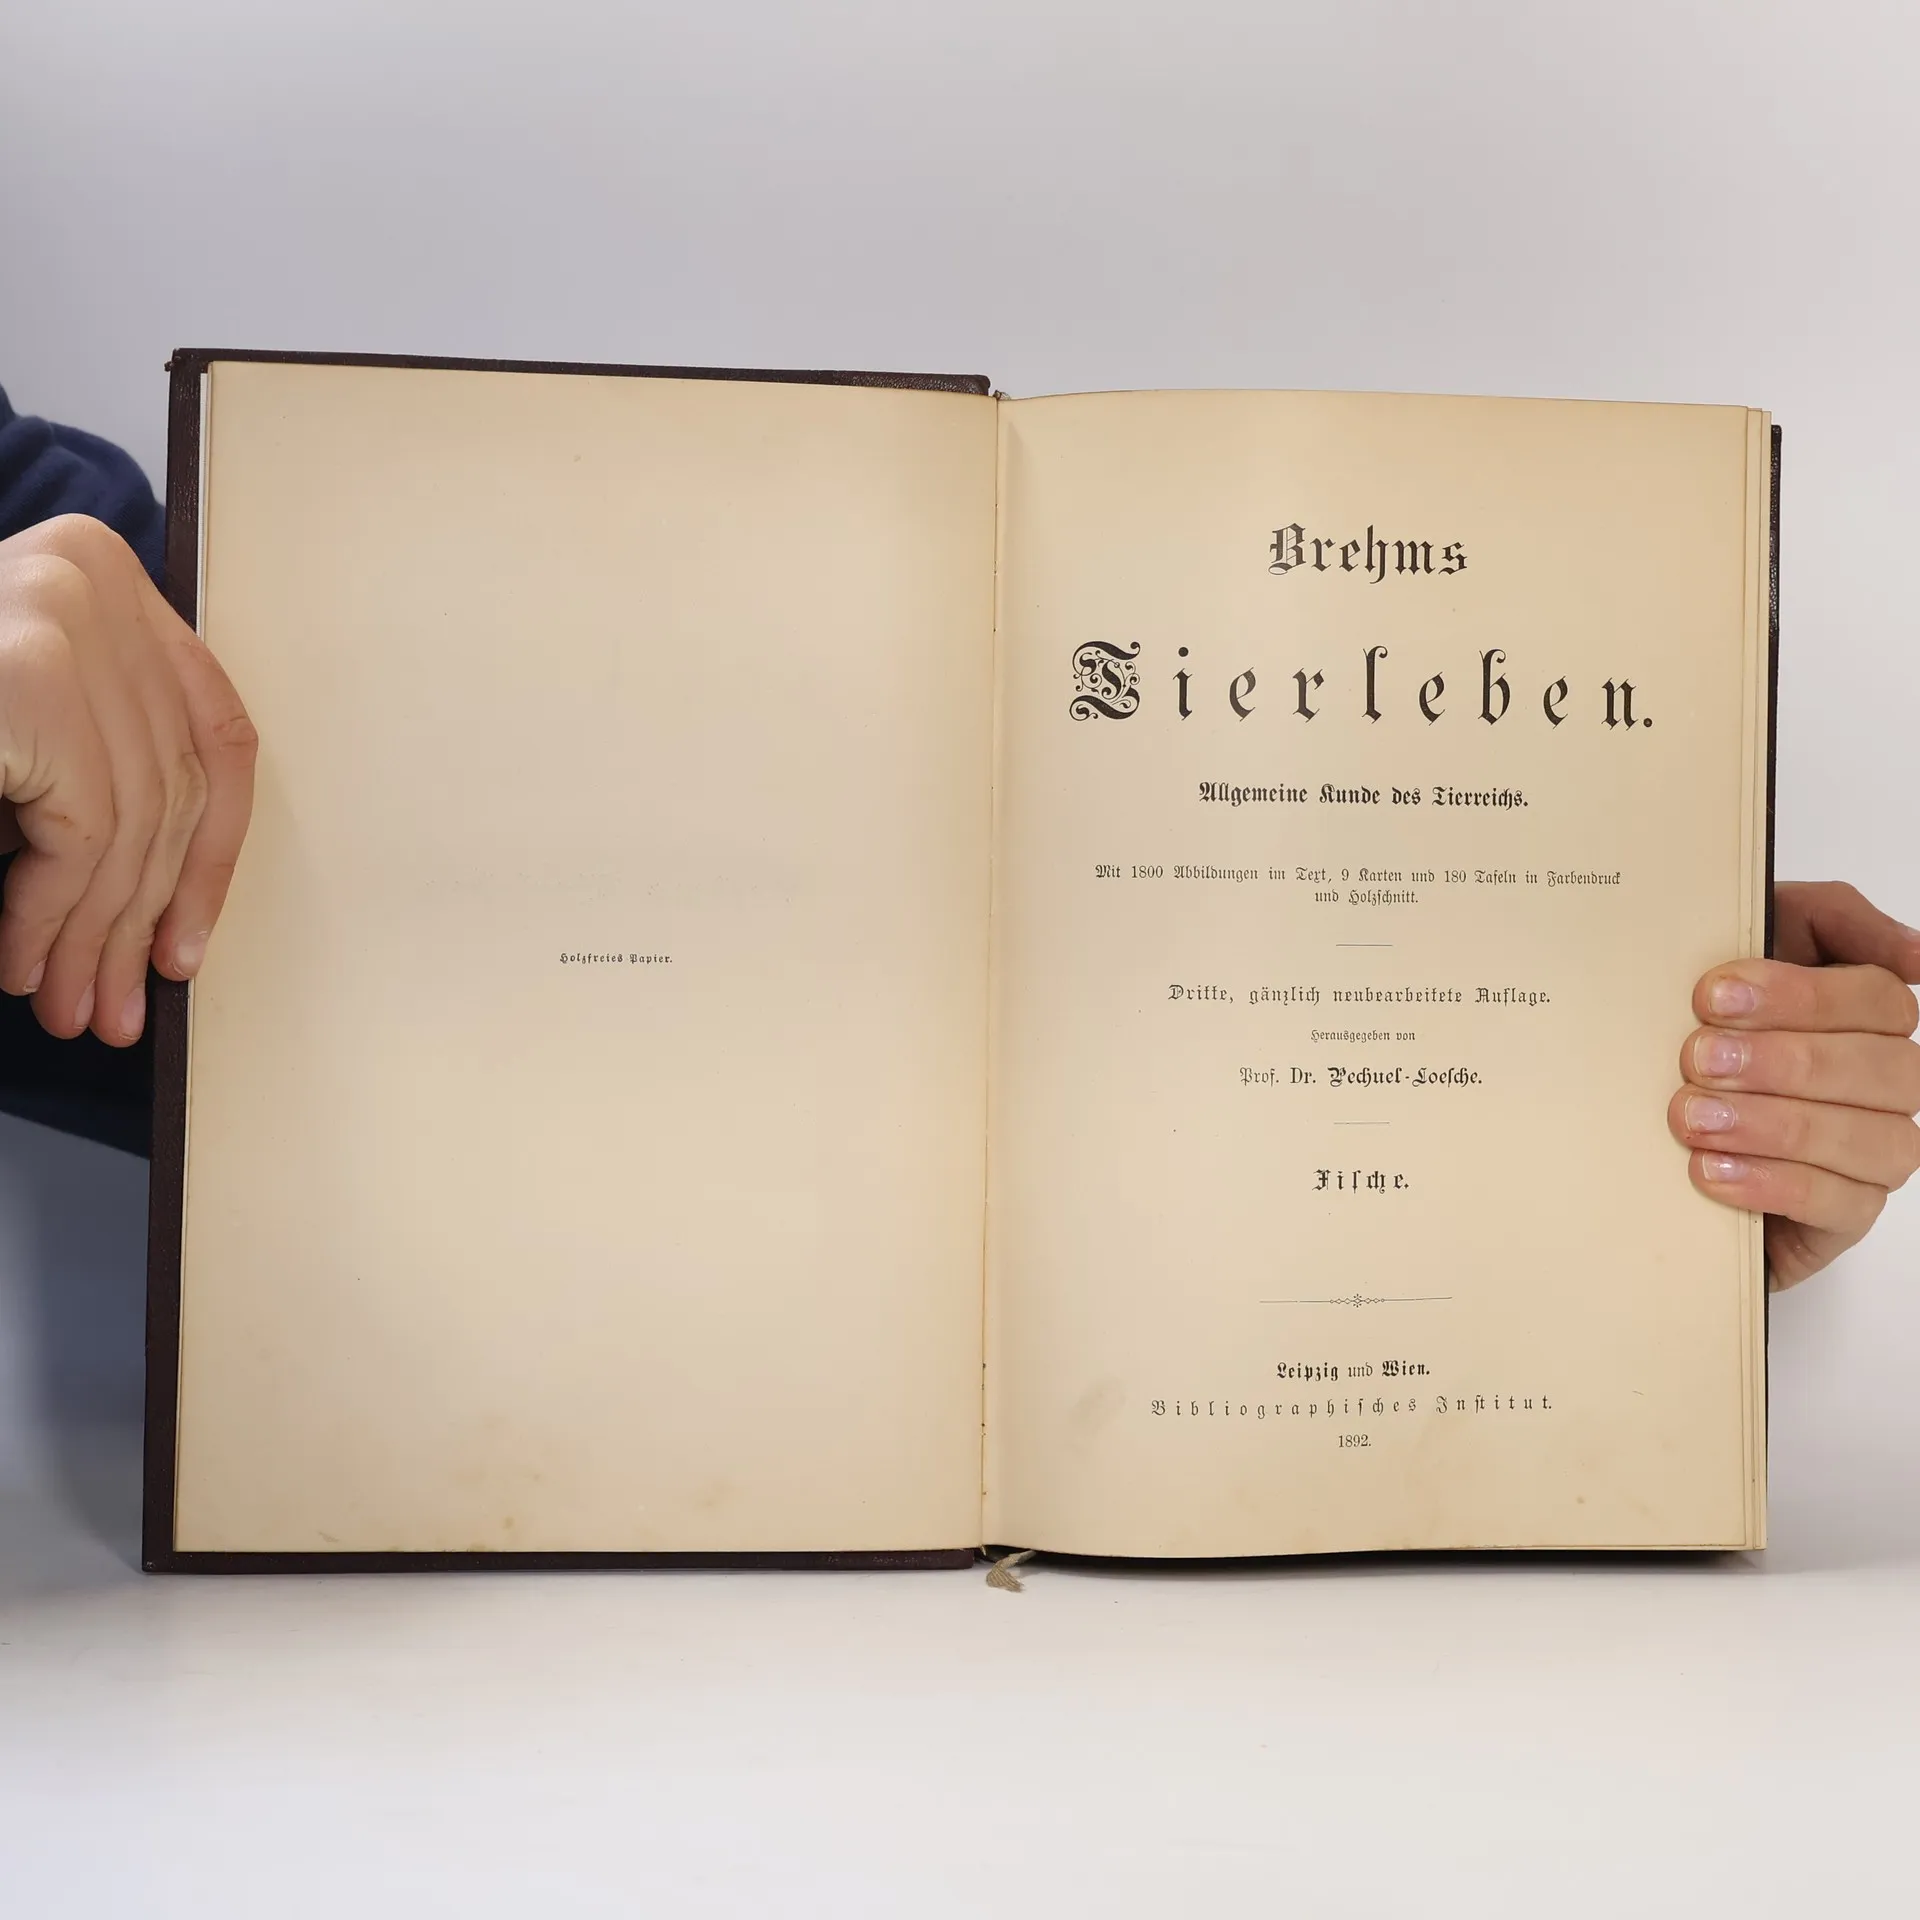 Holzfreies Papier.
Brehms
Tierleben.
Allgemeine Kunde des Tierreichs.
Mit 1800 Abbildungen im Text, 9 Karten und 180 Tafeln in Farbendruck
und Holzschnitt.
Dritte, gänzlich neubearbeitete Auflage.
Herausgegeben von
Prof. Dr. Pechuel-Loesche.
Fische.
Leipzig und Wien.
Bibliographisches Institut.
1892.